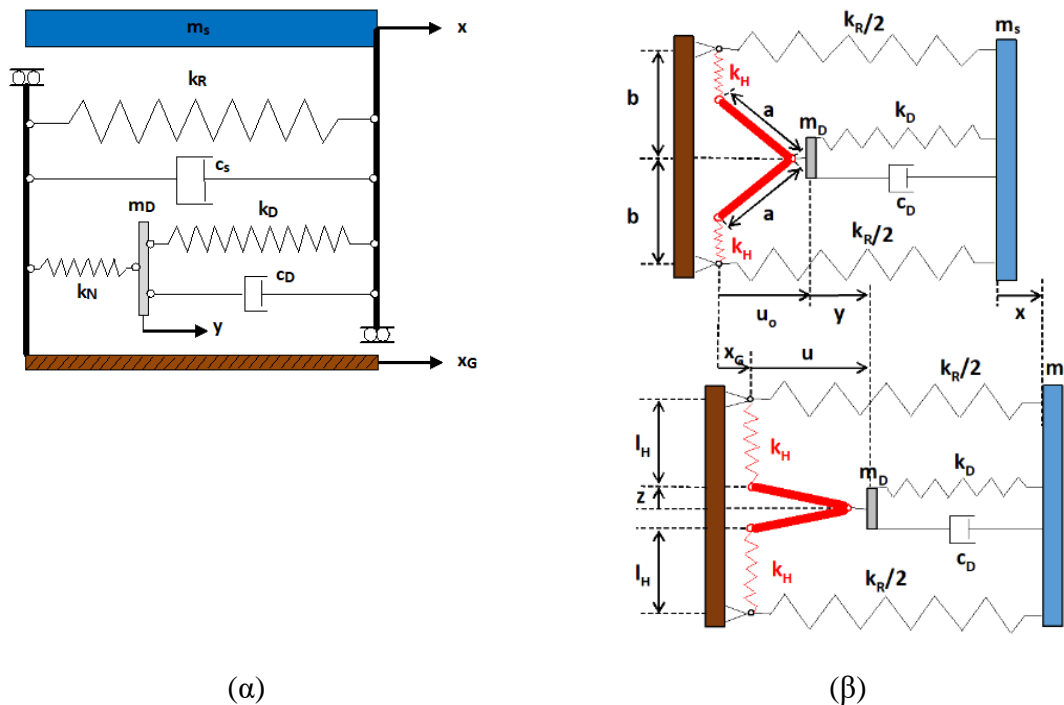 m_s
x
k_R
c_s
m_D
k_D
k_N
c_D
y
x_G
(α)
k_R/2
m_s
k_H
b
a
m_D
k_D
b
a
c_D
k_H
k_R/2
u_o
y
x
x_G
u
k_R/2
m
l_H
k_H
m_D
k_D
z
l_H
c_D
k_H
k_R/2
(β)